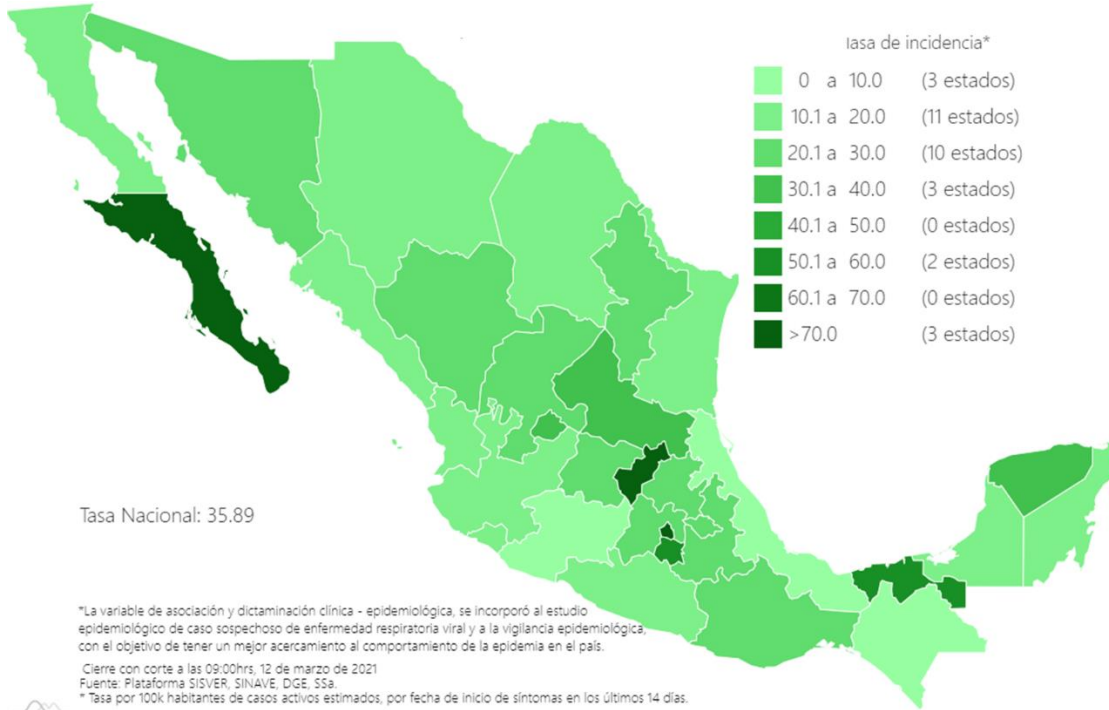 Tasa de incidencia*
0 a 10.0 (3 estados)
10.1 a 20.0 (11 estados)
20.1 a 30.0 (10 estados)
30.1 a 40.0 (3 estados)
40.1 a 50.0 (0 estados)
50.1 a 60.0 (2 estados)
60.1 a 70.0 (0 estados)
>70.0 (3 estados)
Tasa Nacional: 35.89
*La variable de asociación y dictaminación clínica - epidemiológica, se incorporó al estudio
epidemiológico de caso sospechoso de enfermedad respiratoria viral y a la vigilancia epidemiológica,
con el objetivo de tener un mejor acercamiento al comportamiento de la epidemia en el país.
Cierre con corte a las 09:00hrs, 12 de marzo de 2021
Fuente: Plataforma SISVER, SINAVE, DGE, SSa.
* Tasa por 100k habitantes de casos activos estimados, por fecha de inicio de síntomas en los últimos 14 días.